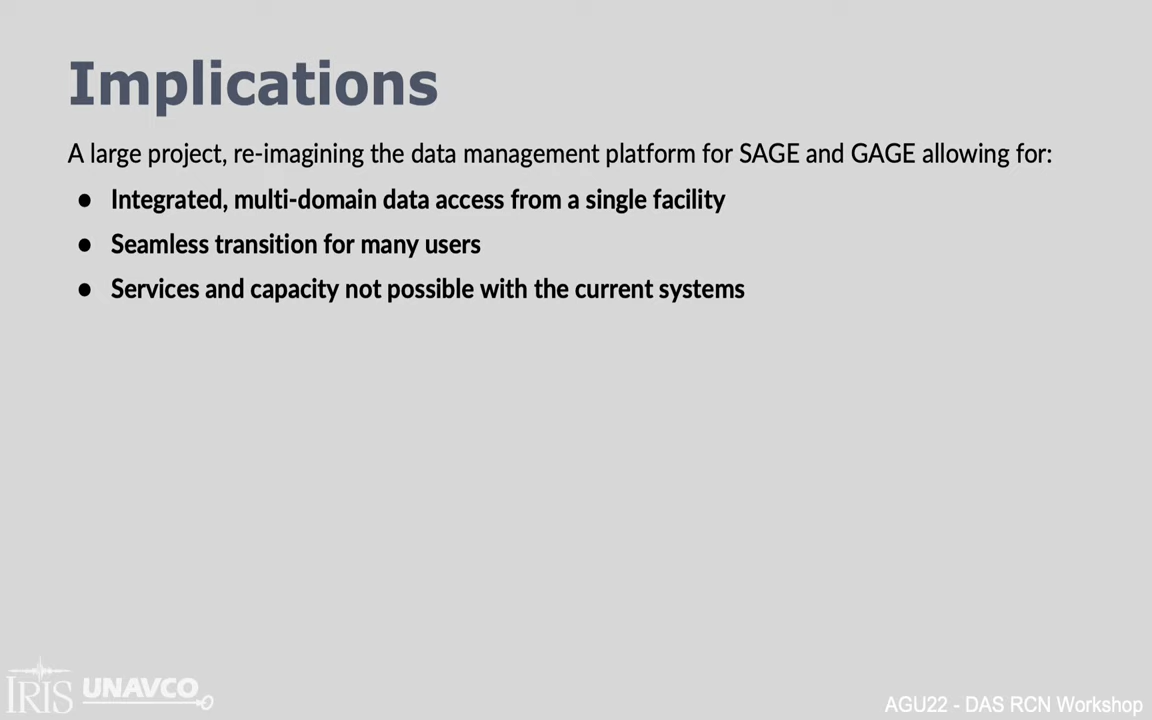 Implications
A large project, re-imagining the data management platform for SAGE and GAGE allowing for:
● Integrated, multi-domain data access from a single facility
● Seamless transition for many users
● Services and capacity not possible with the current systems
IRIS UNAVCO
AGU22 - DAS RCN Workshop